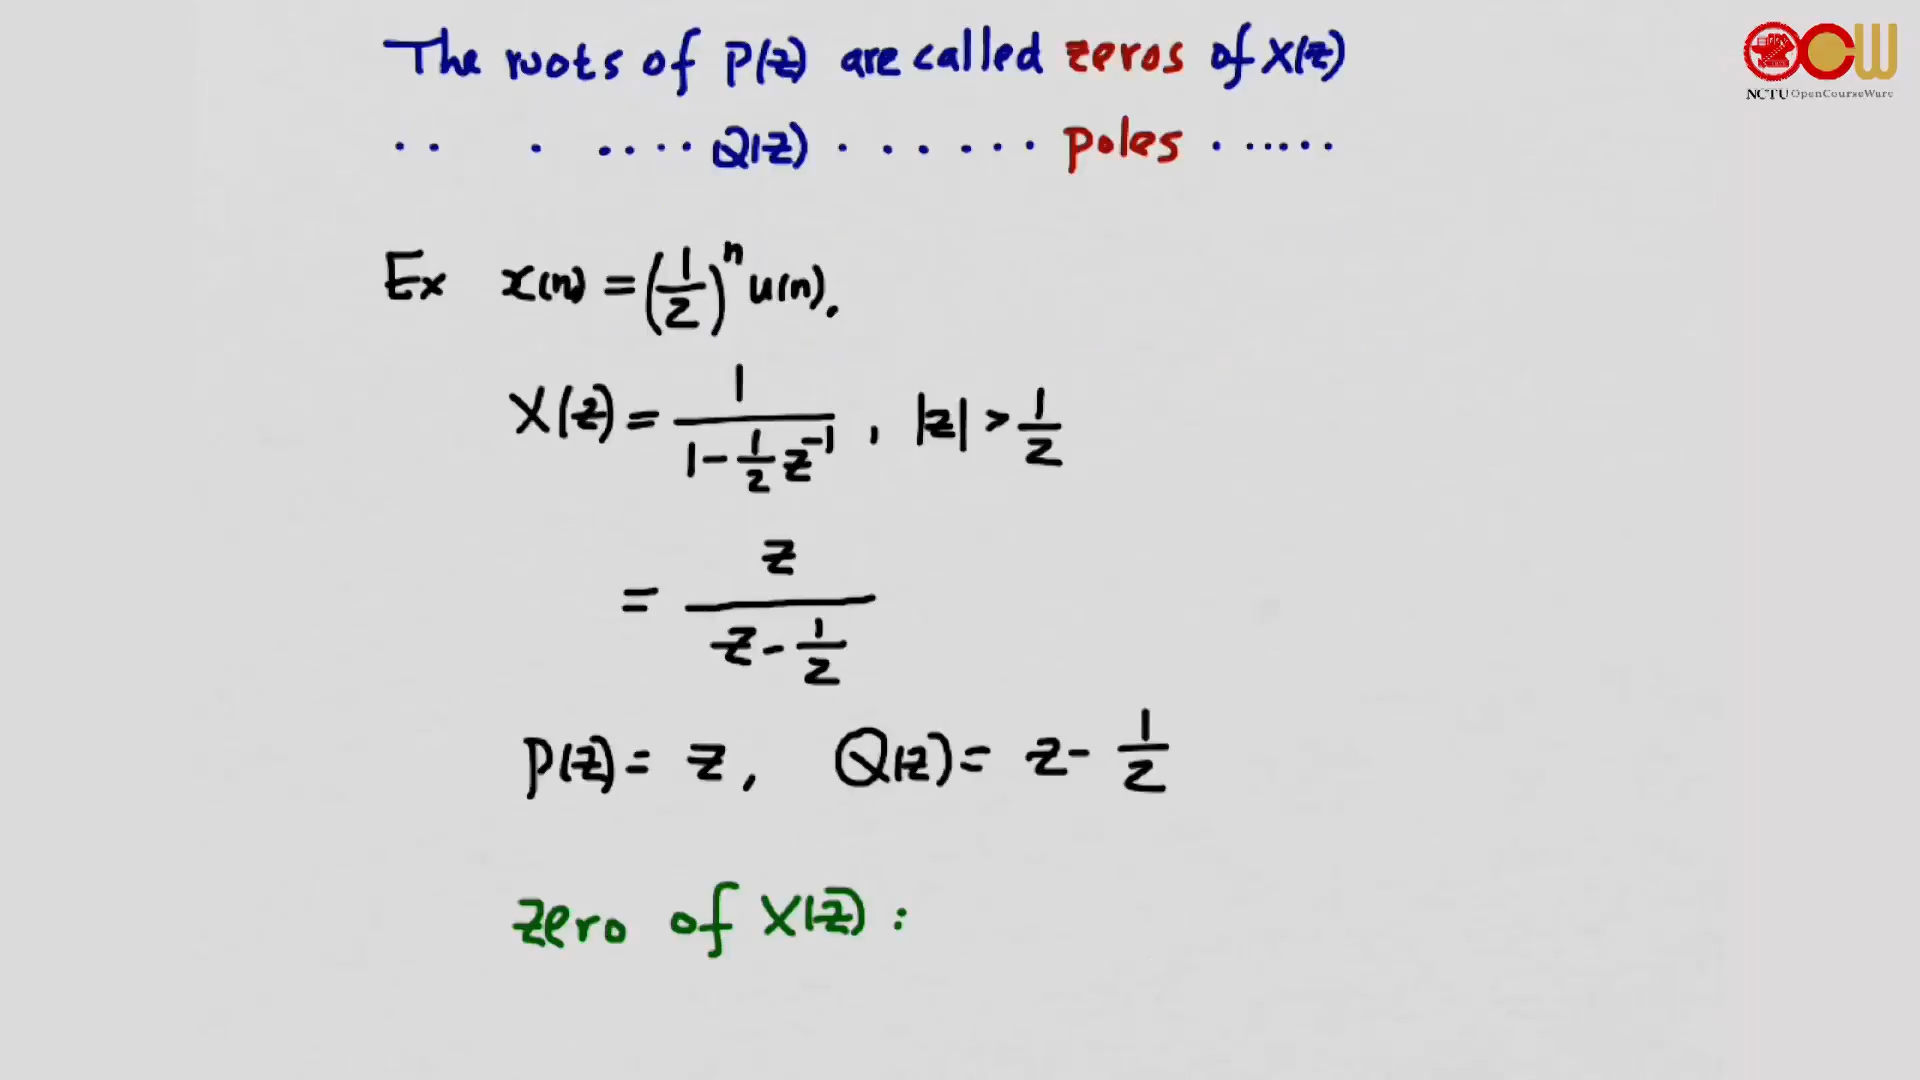 The roots of P(z) are called zeros of X(z)
.. . .... Q(z) ....... poles ......
Ex x(n) = (1/2)^n u(n).
X(z) = 1/(1 - 1/2 z^-1) , |z| > 1/2
= z/(z - 1/2)
P(z) = z, Q(z) = z - 1/2
zero of X(z) :
OCW
NCTU OpenCourseWare